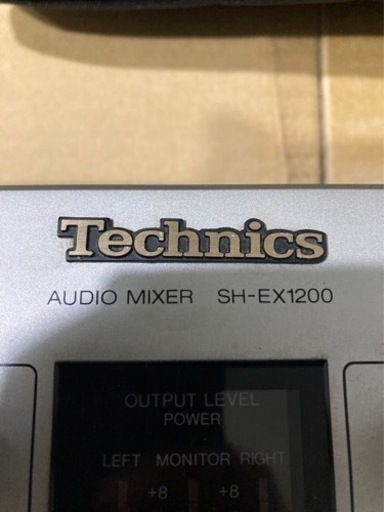 Technics
AUDIO MIXER SH-EX1200
OUTPUT LEVEL
POWER
LEFT MONITOR RIGHT
+8 +8